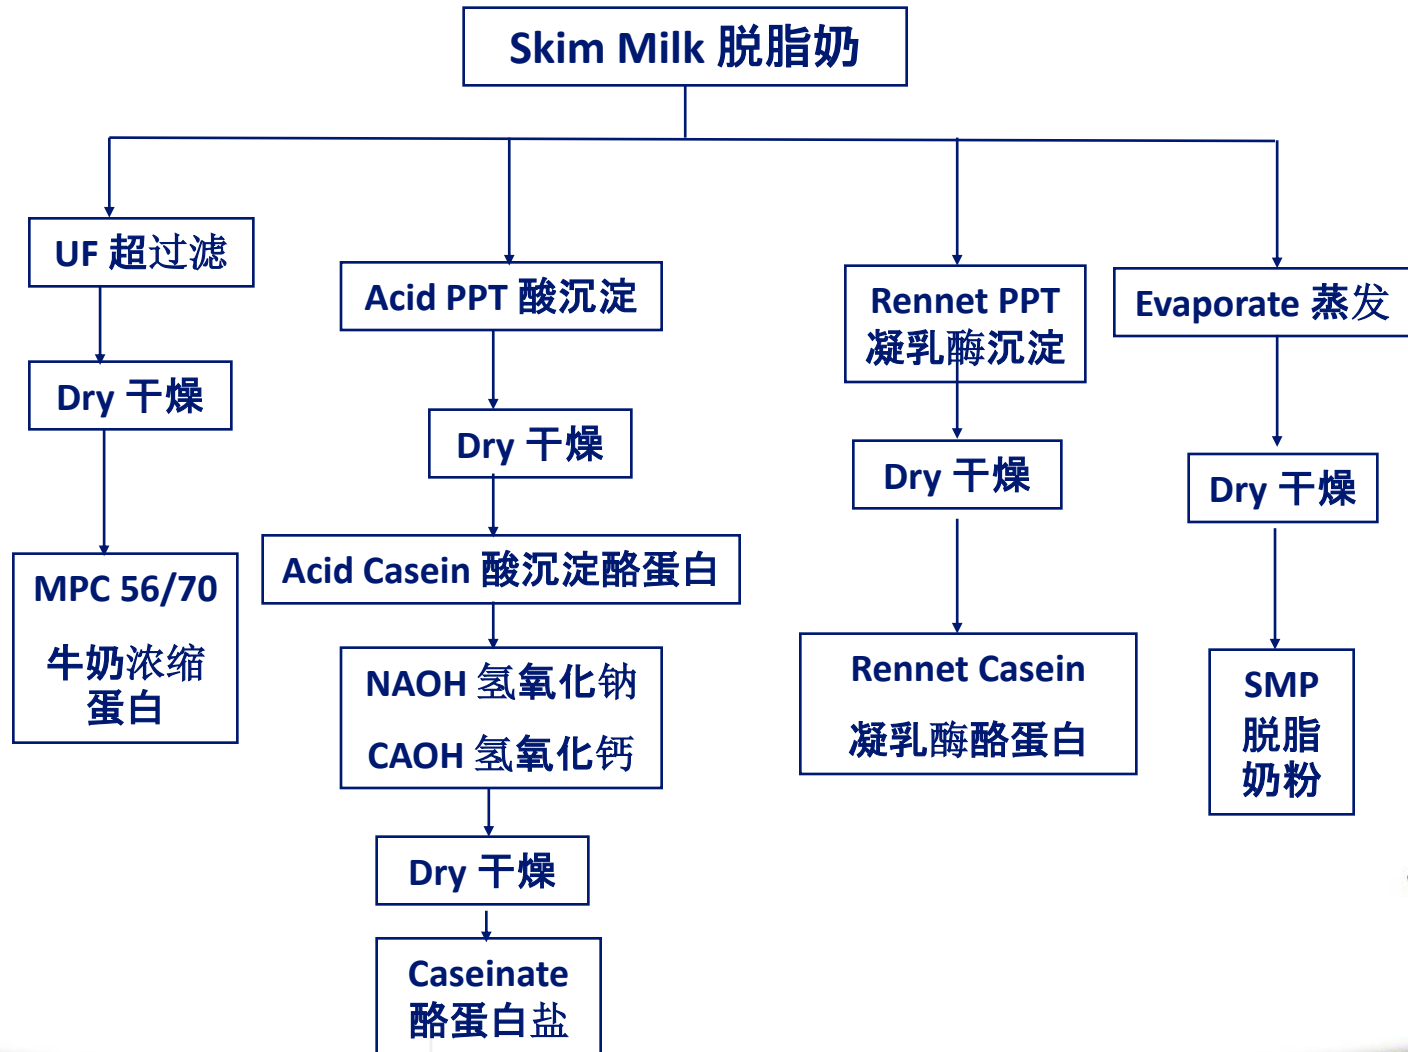 Skim Milk 脱脂奶
UF 超过滤
Dry 干燥
MPC 56/70
牛奶浓缩
蛋白
Acid PPT 酸沉淀
Dry 干燥
Acid Casein 酸沉淀酪蛋白
NAOH 氢氧化钠
CAOH 氢氧化钙
Dry 干燥
Caseinate
酪蛋白盐
Rennet PPT
凝乳酶沉淀
Dry 干燥
Rennet Casein
凝乳酶酪蛋白
Evaporate 蒸发
Dry 干燥
SMP
脱脂
奶粉